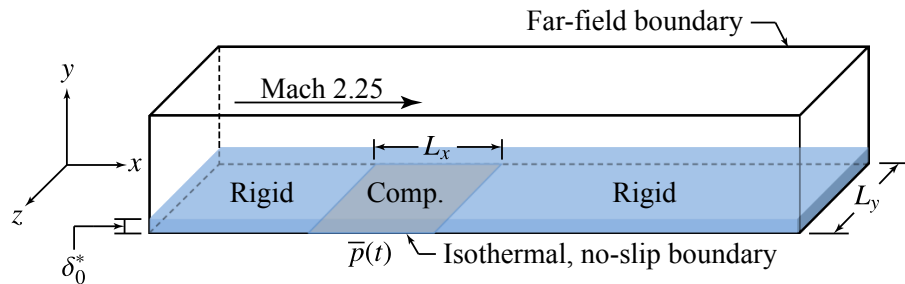 Far-field boundary
y
Mach 2.25
x
z
L_x
Rigid
Comp.
Rigid
L_y
δ_0^*
p̅(t)
Isothermal, no-slip boundary